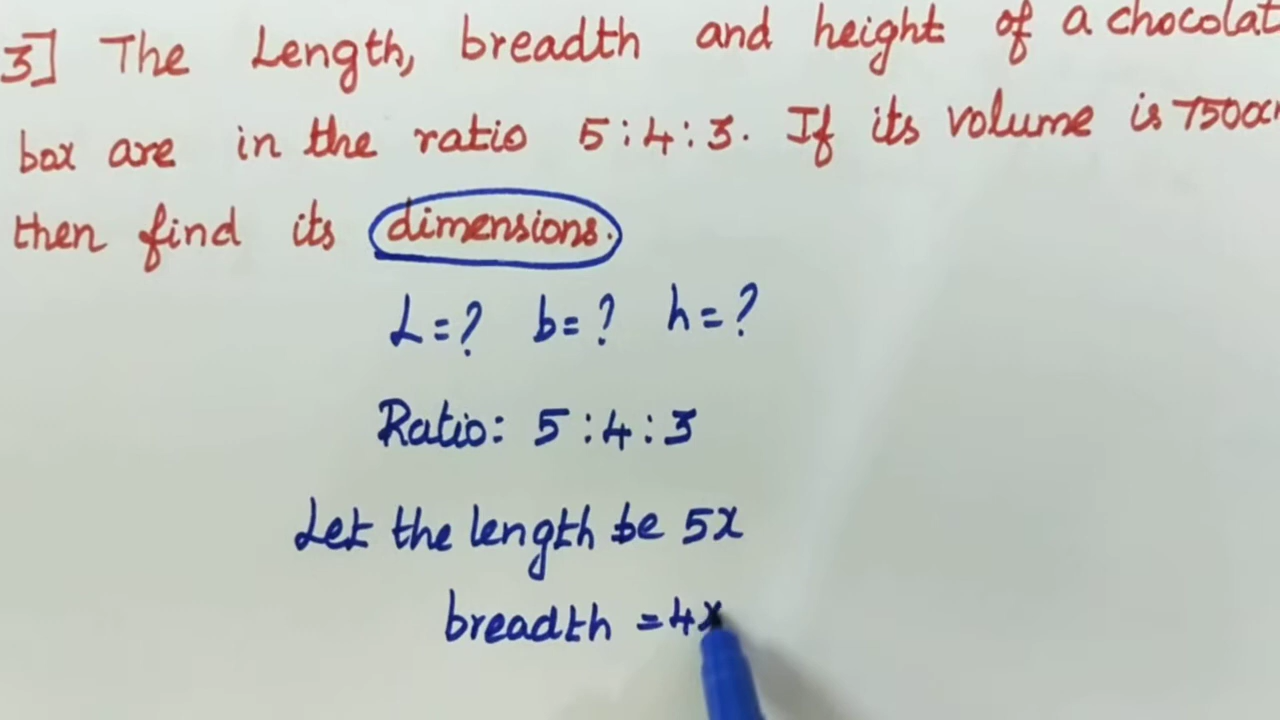 3] The Length, breadth and height of a chocolat
box are in the ratio 5:4:3. If its volume is 7500c
then find its dimensions.
L=? b=? h=?
Ratio: 5:4:3
Let the length be 5x
breadth = 4x